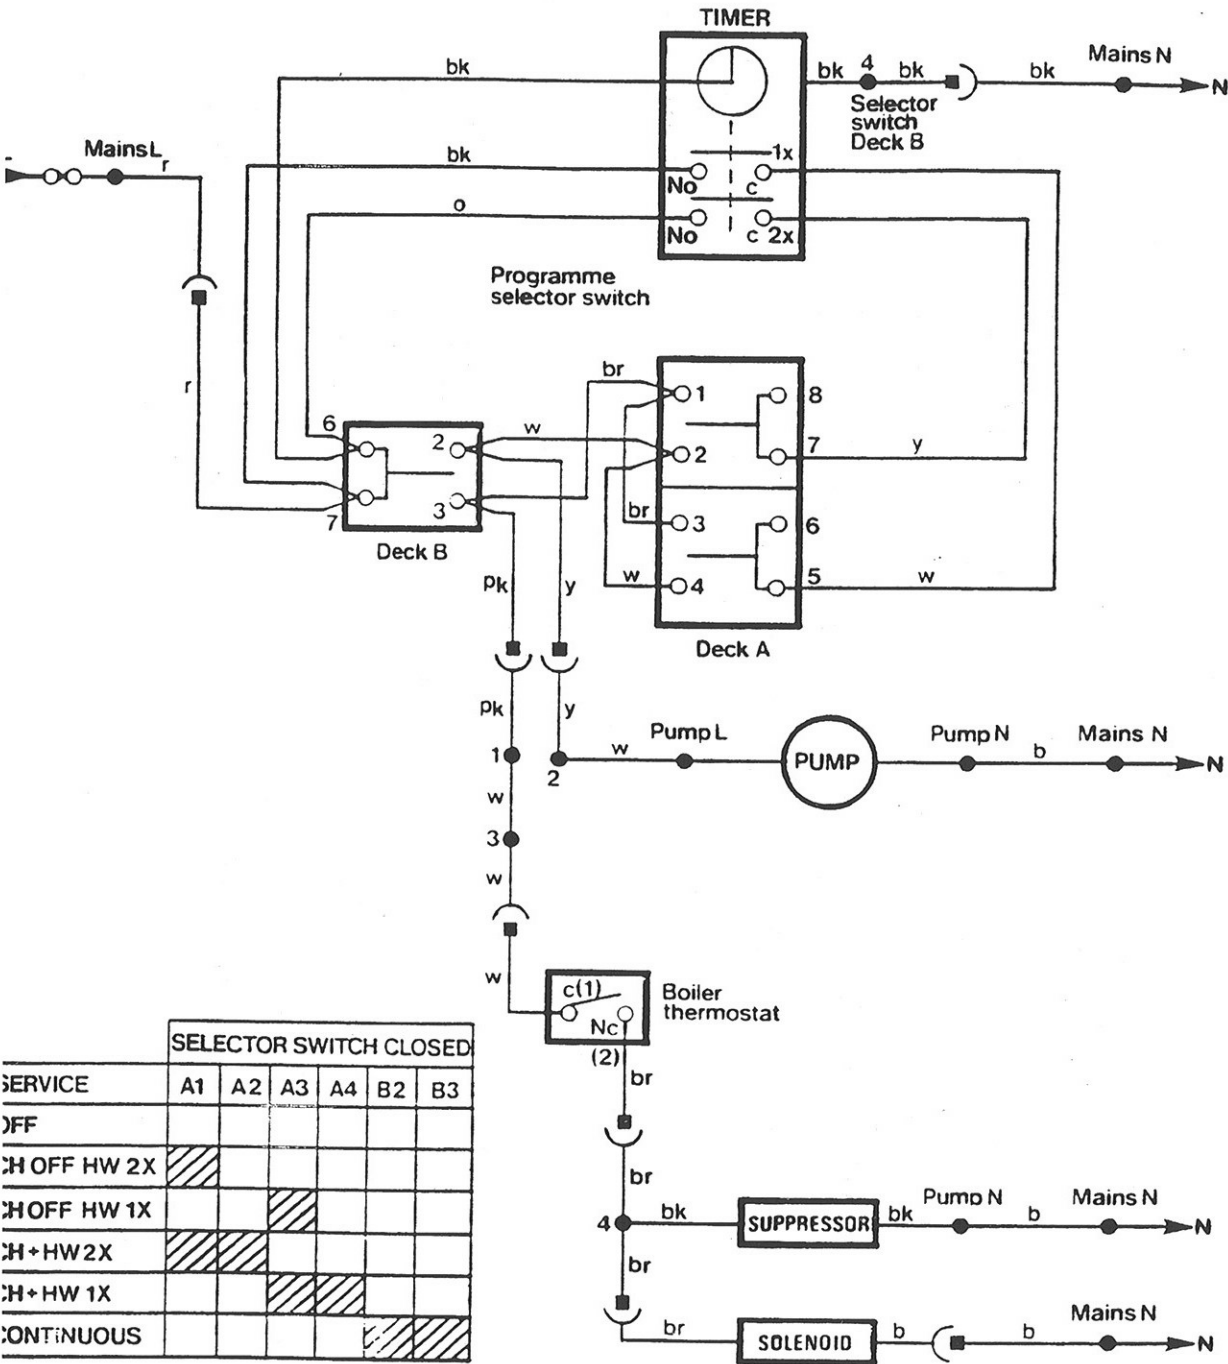 TIMER
bk
bk 4 bk
bk
Mains N
N
Selector
switch
Deck B
Mains L
r
bk
1x
No c
o
No c 2x
Programme
selector switch
r
br
1 8
6
2
w
2 7
y
7
3
br 3 6
Deck B
w 4 5
w
pk
y
Deck A
pk
y
Pump L
Pump N
Mains N
1
w
PUMP
b
N
2
w
3
w
w
c(1)
Boiler
thermostat
Nc
(2)
br
SELECTOR SWITCH CLOSED
SERVICE A1 A2 A3 A4 B2 B3
OFF
CH OFF HW 2X
CH OFF HW 1X
CH + HW 2X
CH + HW 1X
CONTINUOUS
br
Pump N
Mains N
4
bk
SUPPRESSOR
bk
b
N
br
Mains N
br
SOLENOID
b
b
N